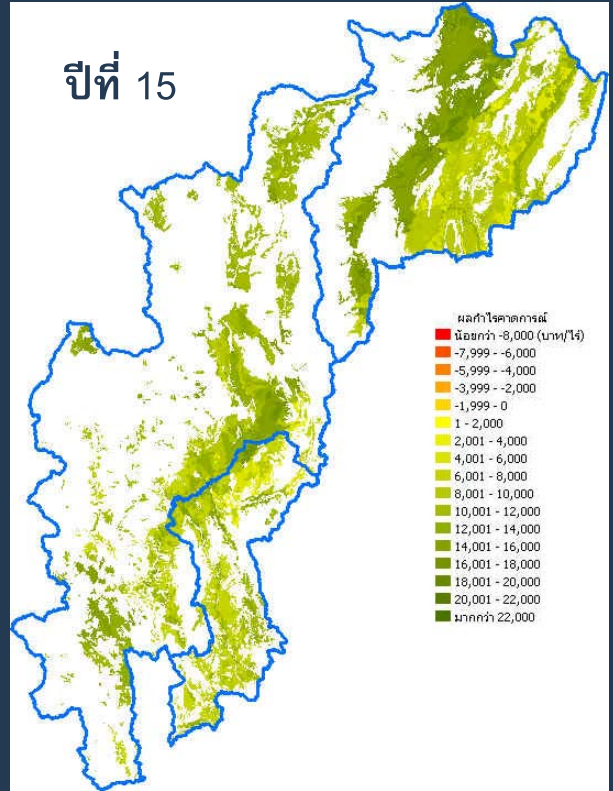 ปีที่ 15
ผลกำไรคาดการณ์
น้อยกว่า -8,000 (บาท/ไร่)
-7,999 - -6,000
-5,999 - -4,000
-3,999 - -2,000
-1,999 - 0
1 - 2,000
2,001 - 4,000
4,001 - 6,000
6,001 - 8,000
8,001 - 10,000
10,001 - 12,000
12,001 - 14,000
14,001 - 16,000
16,001 - 18,000
18,001 - 20,000
20,001 - 22,000
มากกว่า 22,000